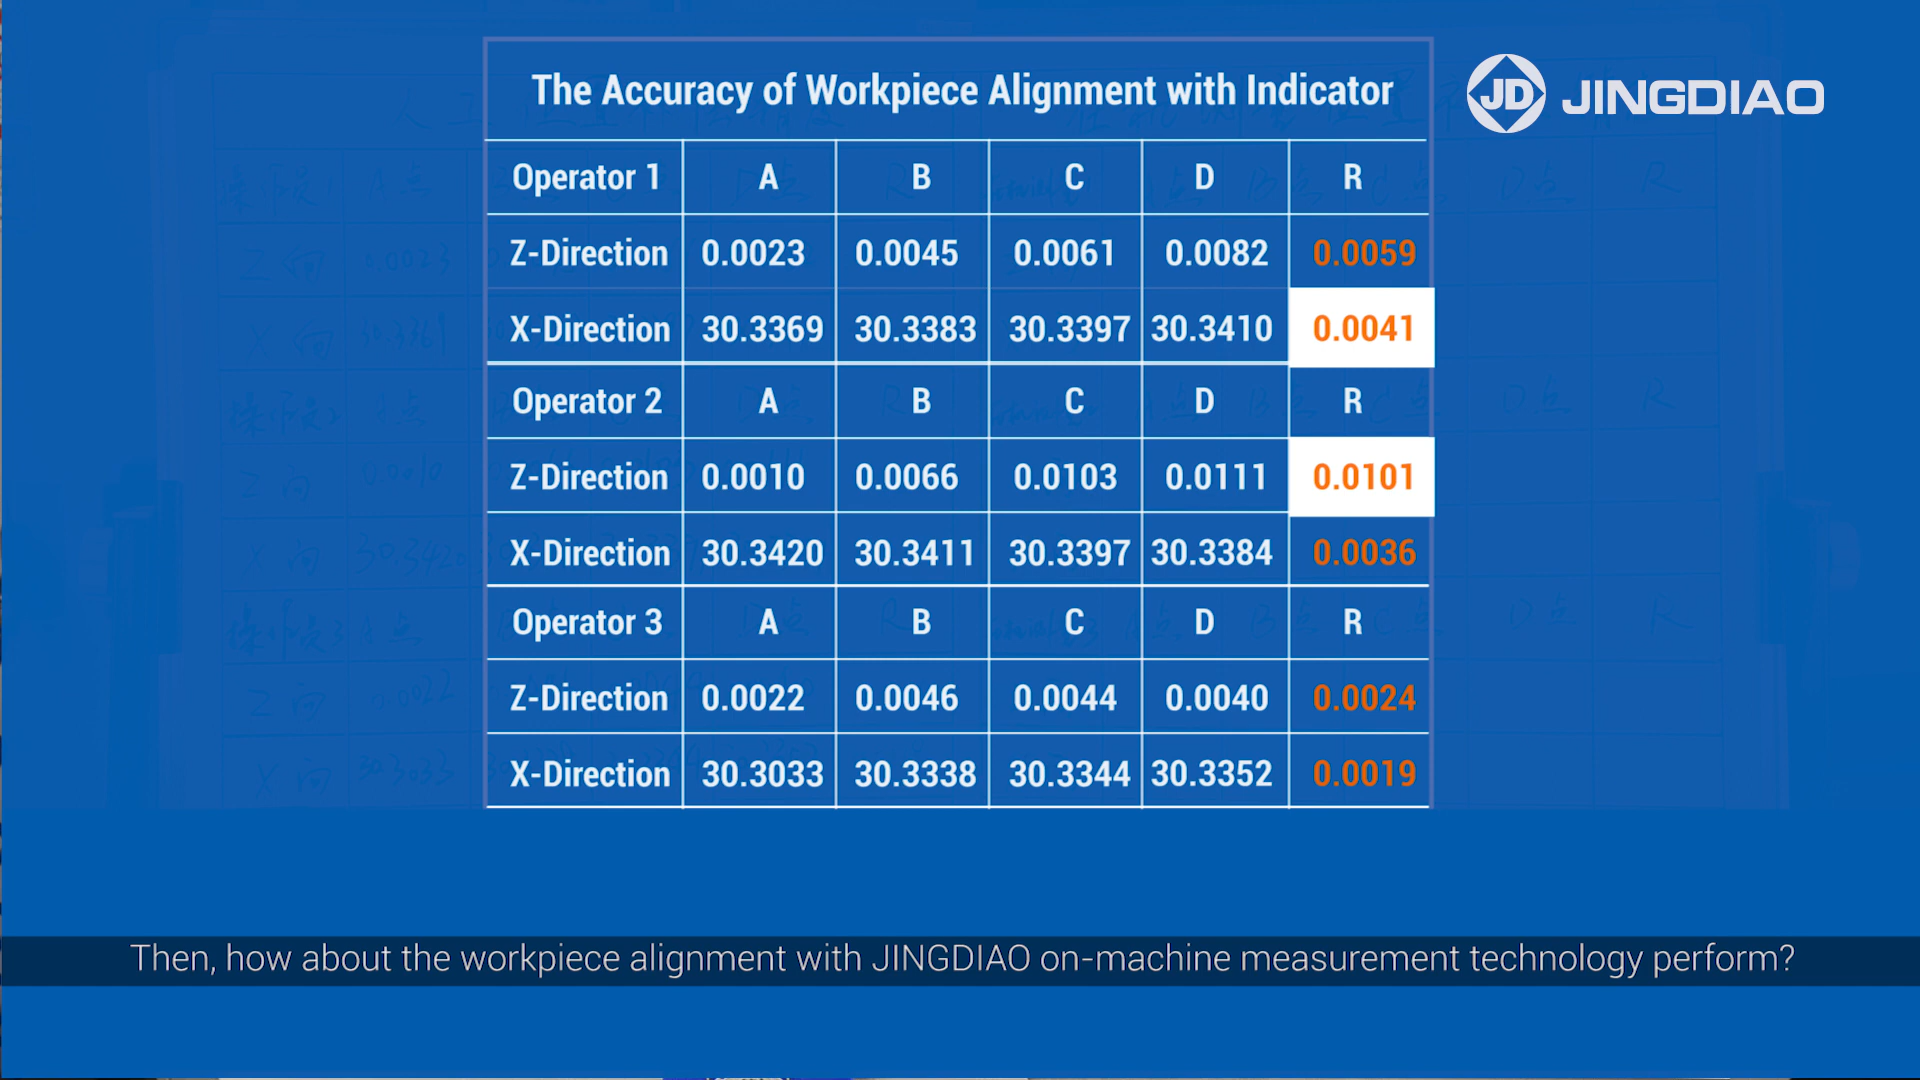 The Accuracy of Workpiece Alignment with Indicator
JD JINGDIAO
Operator 1 A B C D R
Z-Direction 0.0023 0.0045 0.0061 0.0082 0.0059
X-Direction 30.3369 30.3383 30.3397 30.3410 0.0041
Operator 2 A B C D R
Z-Direction 0.0010 0.0066 0.0103 0.0111 0.0101
X-Direction 30.3420 30.3411 30.3397 30.3384 0.0036
Operator 3 A B C D R
Z-Direction 0.0022 0.0046 0.0044 0.0040 0.0024
X-Direction 30.3033 30.3338 30.3344 30.3352 0.0019
Then, how about the workpiece alignment with JINGDIAO on-machine measurement technology perform?